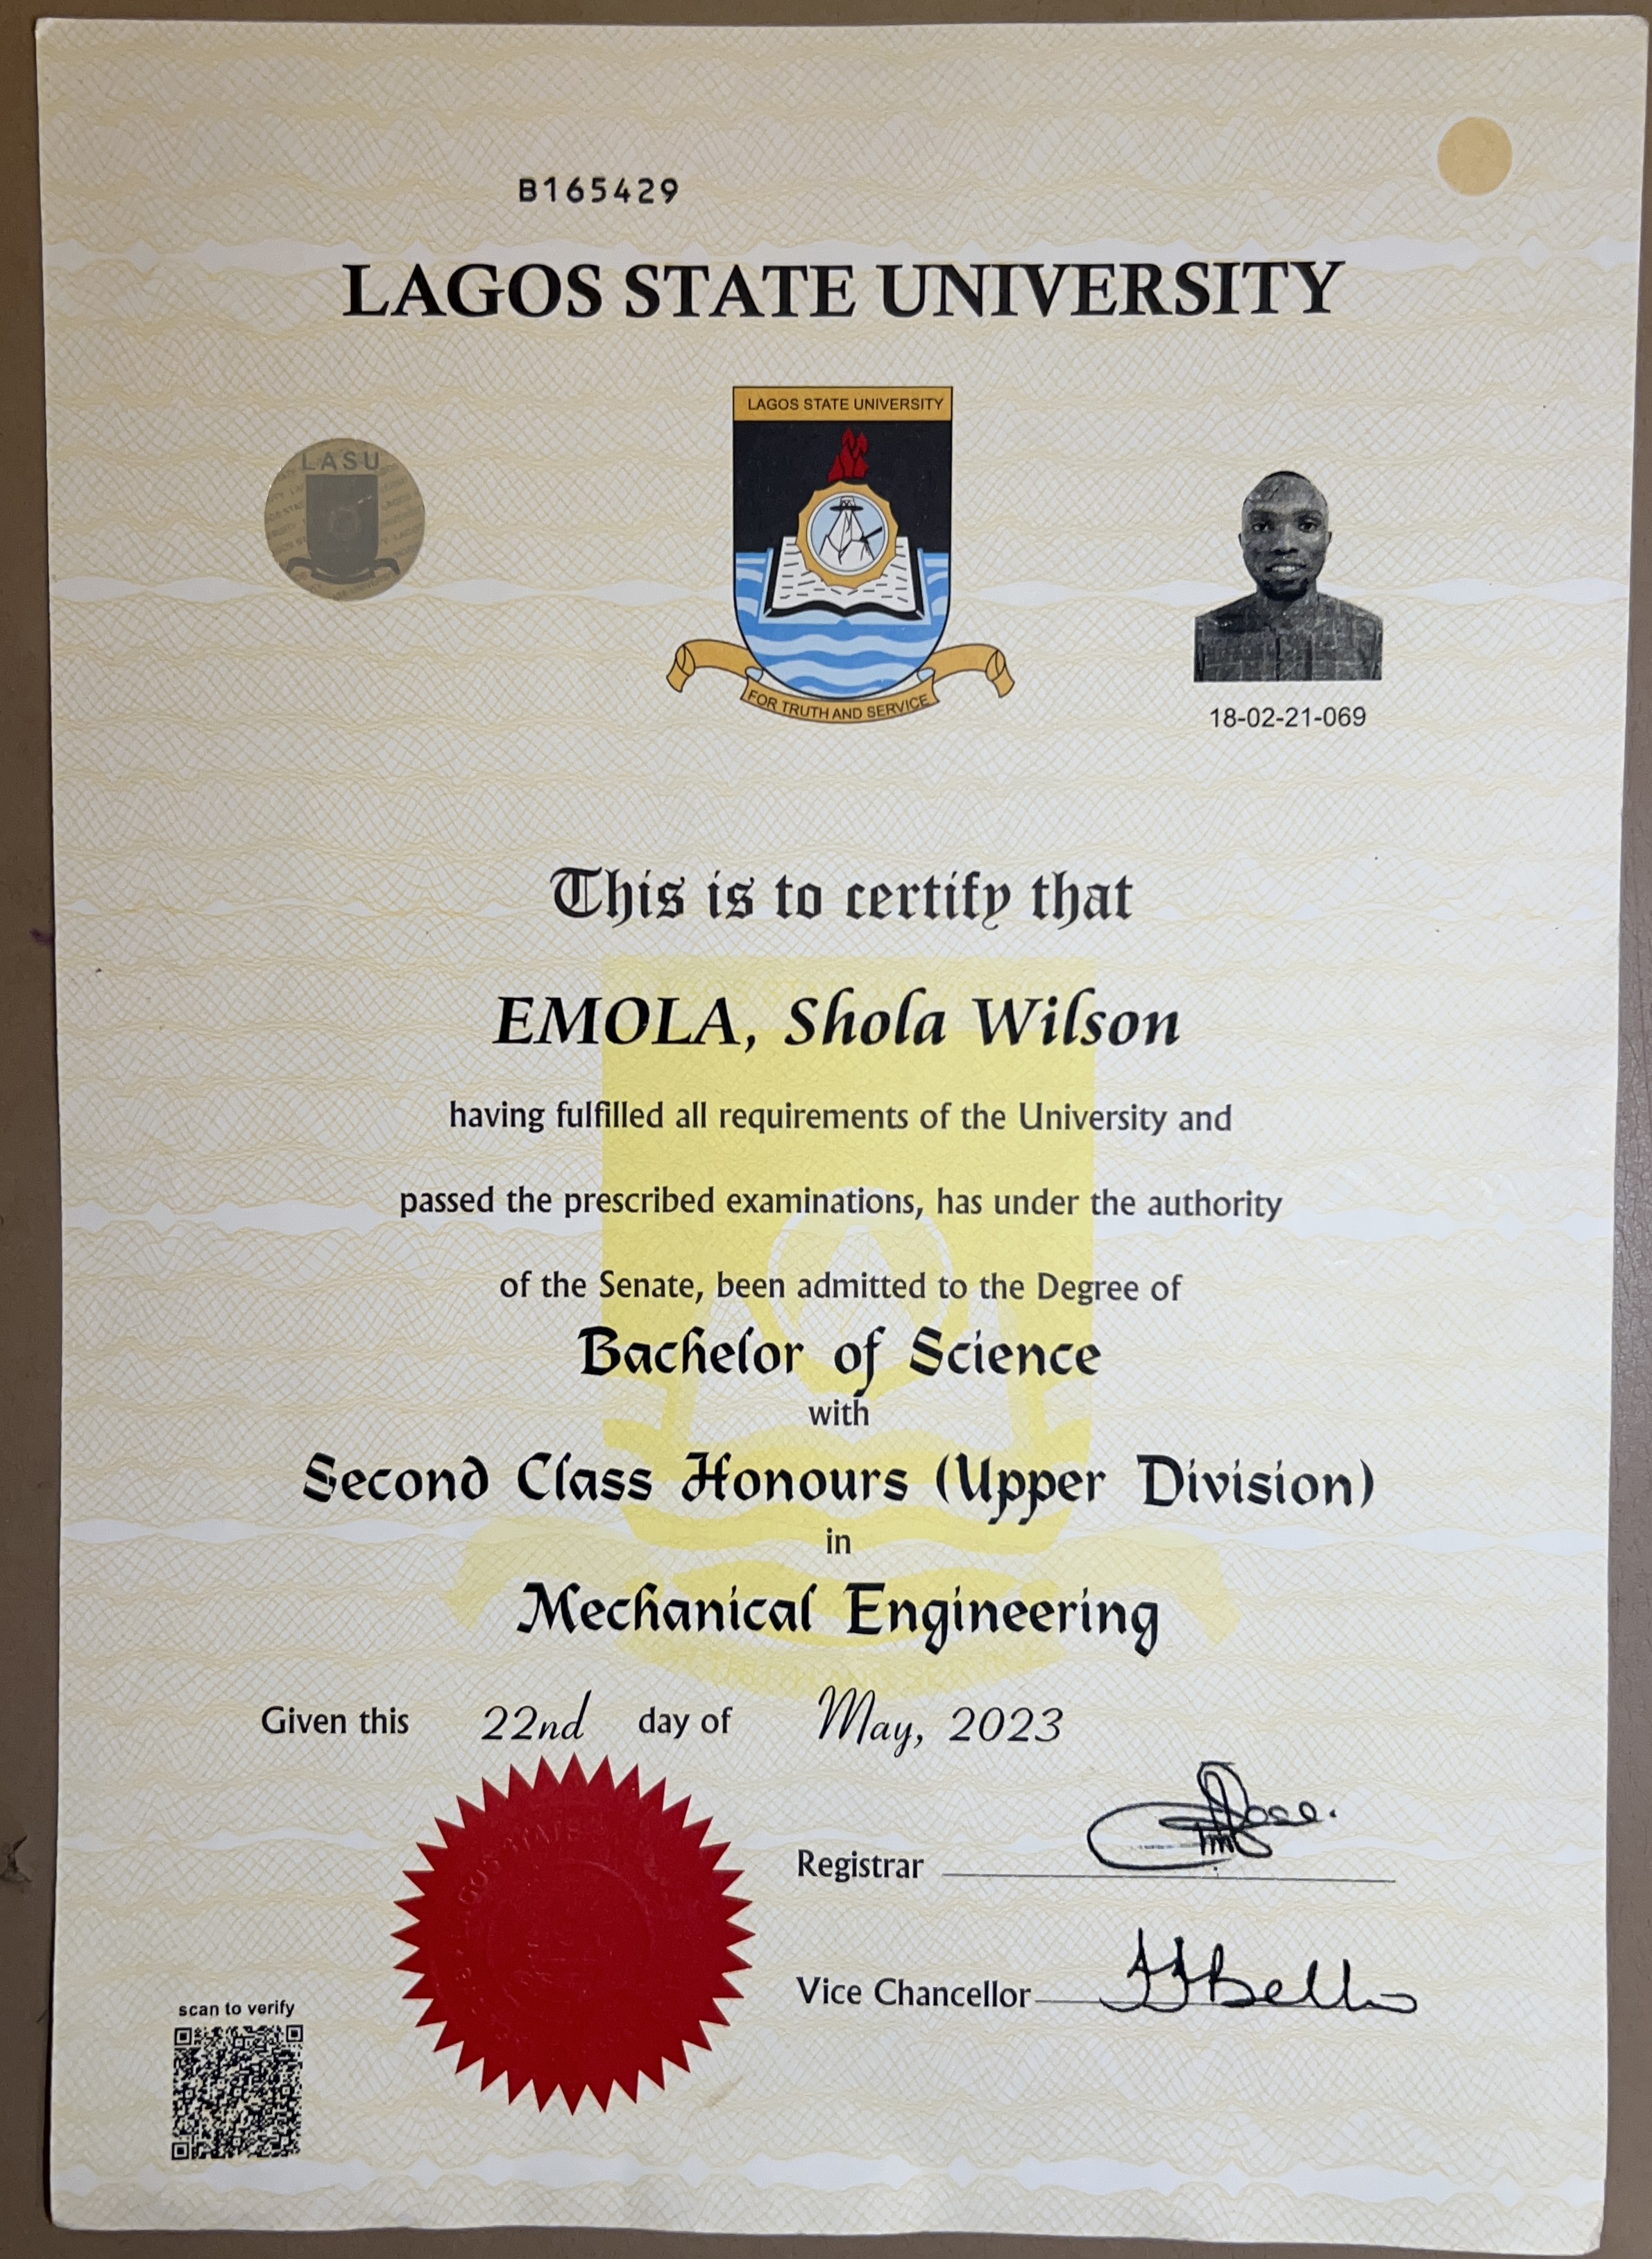 B165429
LAGOS STATE UNIVERSITY
LAGOS STATE UNIVERSITY
LASU
FOR TRUTH AND SERVICE
18-02-21-069
This is to certify that
EMOLA, Shola Wilson
having fulfilled all requirements of the University and
passed the prescribed examinations, has under the authority
of the Senate, been admitted to the Degree of
Bachelor of Science
with
Second Class Honours (Upper Division)
in
Mechanical Engineering
Given this 22nd day of May, 2023
Registrar
Vice Chancellor
scan to verify